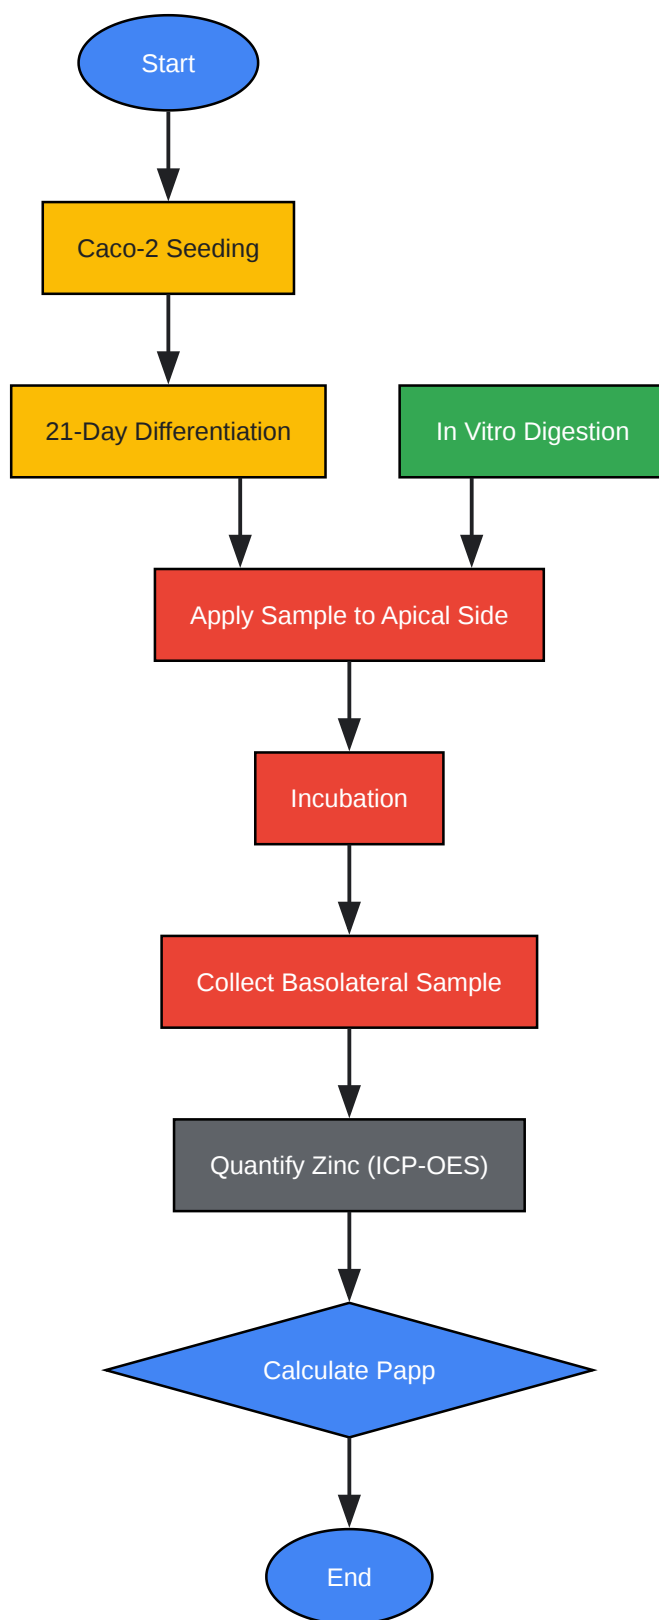 Start
Caco-2 Seeding
21-Day Differentiation
In Vitro Digestion
Apply Sample to Apical Side
Incubation
Collect Basolateral Sample
Quantify Zinc (ICP-OES)
Calculate Papp
End